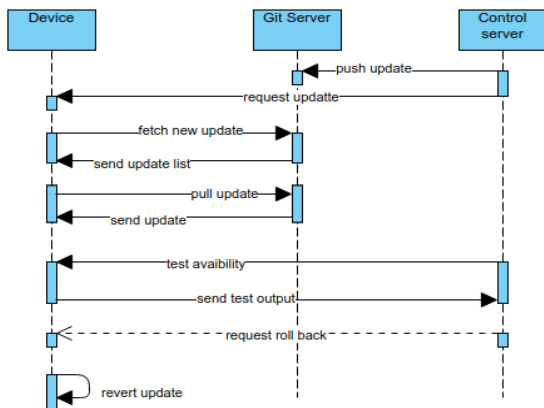 Device
Git Server
Control
server
push update
request updatte
fetch new update
send update list
pull update
send update
test avaibility
send test output
request roll back
revert update